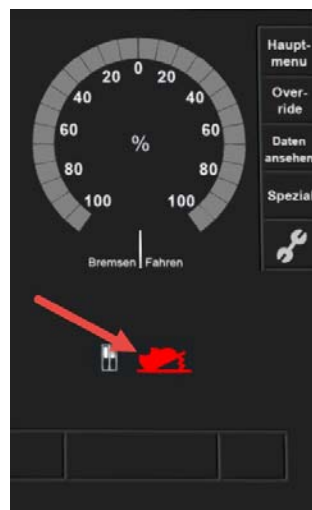 Haupt-
menu
0
20 20
40 40
Over-
ride
60 % 60
Daten
ansehen
80 80
100 100
Spezial
Bremsen Fahren